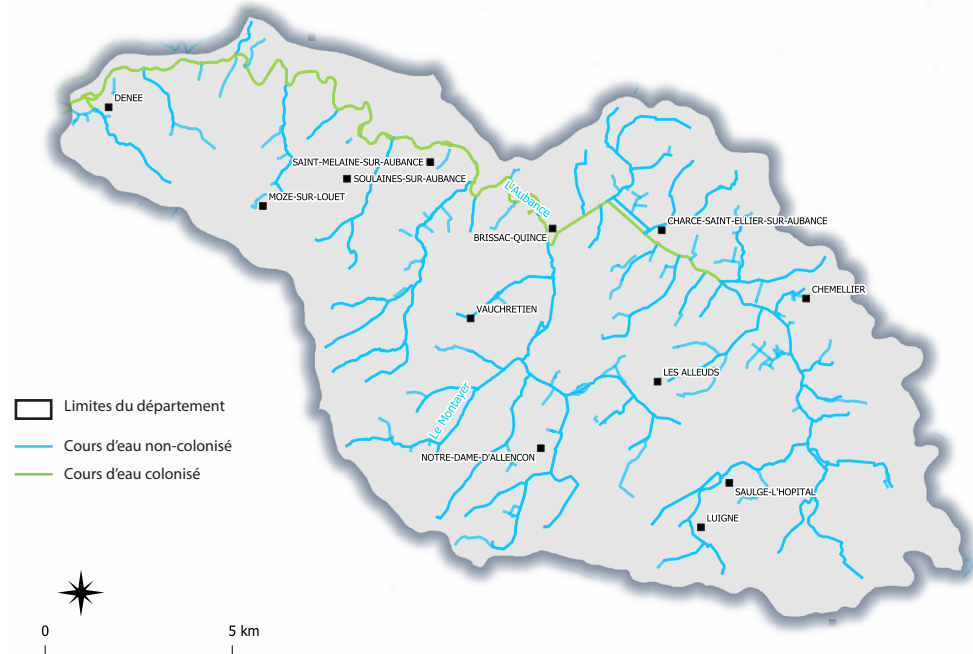 DENEE
SAINT-MELAINE-SUR-AUBANCE
SOULAINES-SUR-AUBANCE
MOZE-SUR-LOUET
L'Aubance
BRISSAC-QUINCE
CHARCE-SAINT-ELLIER-SUR-AUBANCE
CHEMELLIER
VAUCHRETIEN
LES ALLEUDS
Le Montayer
Limites du département
Cours d'eau non-colonisé
Cours d'eau colonisé
NOTRE-DAME-D'ALLENCON
SAULGE-L'HOPITAL
LUIGNE
0 5 km